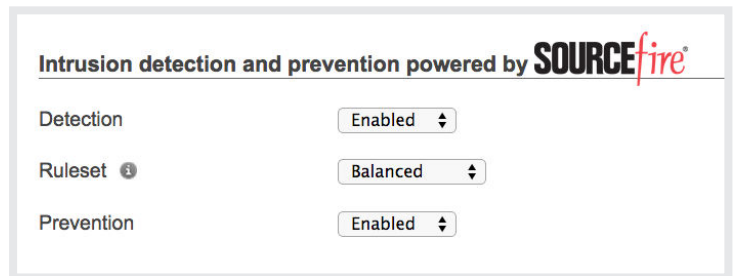 Intrusion detection and prevention powered by SOURCEfire®
Detection Enabled
Ruleset i Balanced
Prevention Enabled